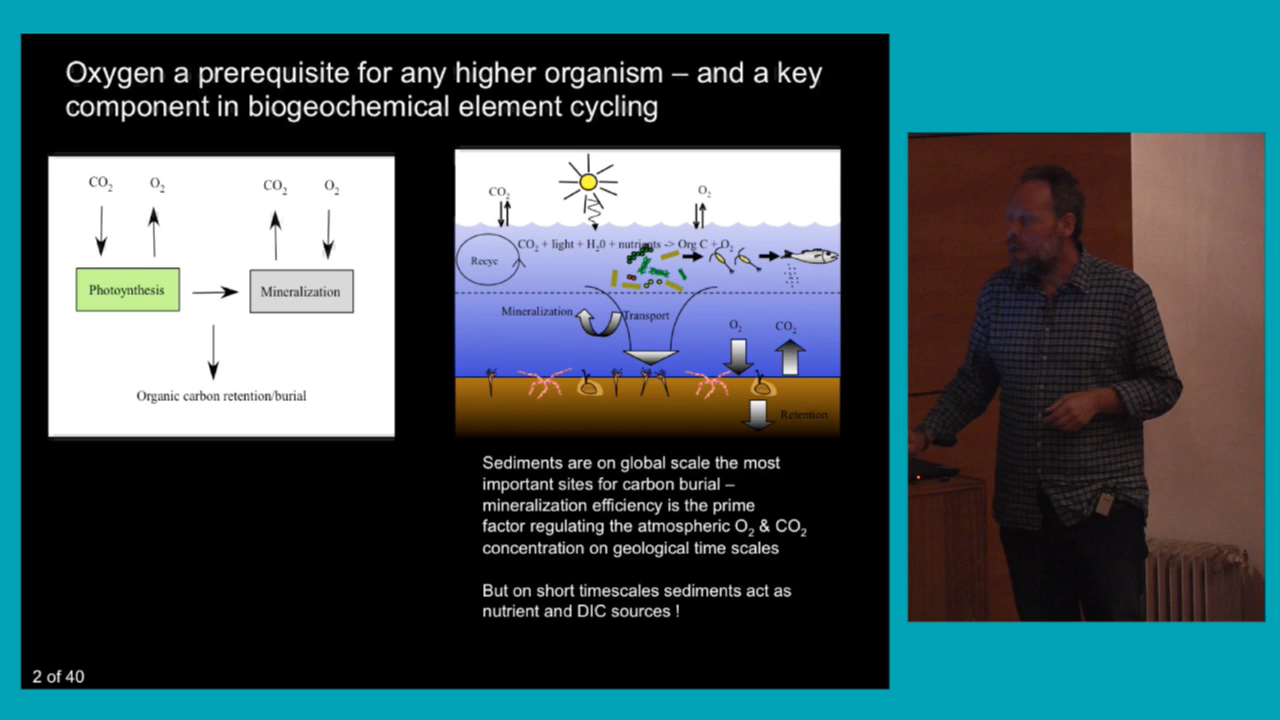 Oxygen a prerequisite for any higher organism – and a key
component in biogeochemical element cycling
CO₂ O₂ CO₂ O₂
Photoynthesis
Mineralization
Organic carbon retention/burial
CO₂
O₂
CO₂ + light + H₂0 + nutrients -> Org C + O₂
Recyc
Mineralization
Transport
O₂
CO₂
Retention
Sediments are on global scale the most
important sites for carbon burial –
mineralization efficiency is the prime
factor regulating the atmospheric O₂ & CO₂
concentration on geological time scales
But on short timescales sediments act as
nutrient and DIC sources !
2 of 40